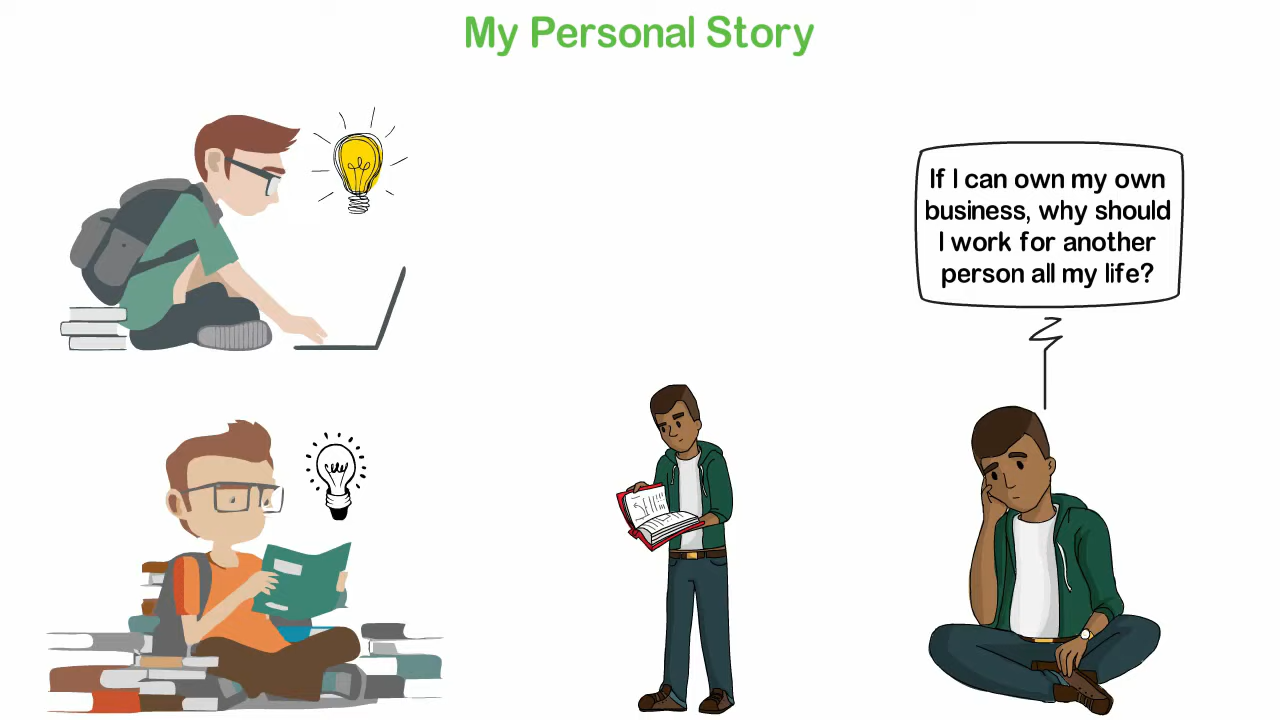 My Personal Story
If I can own my own
business, why should
I work for another
person all my life?